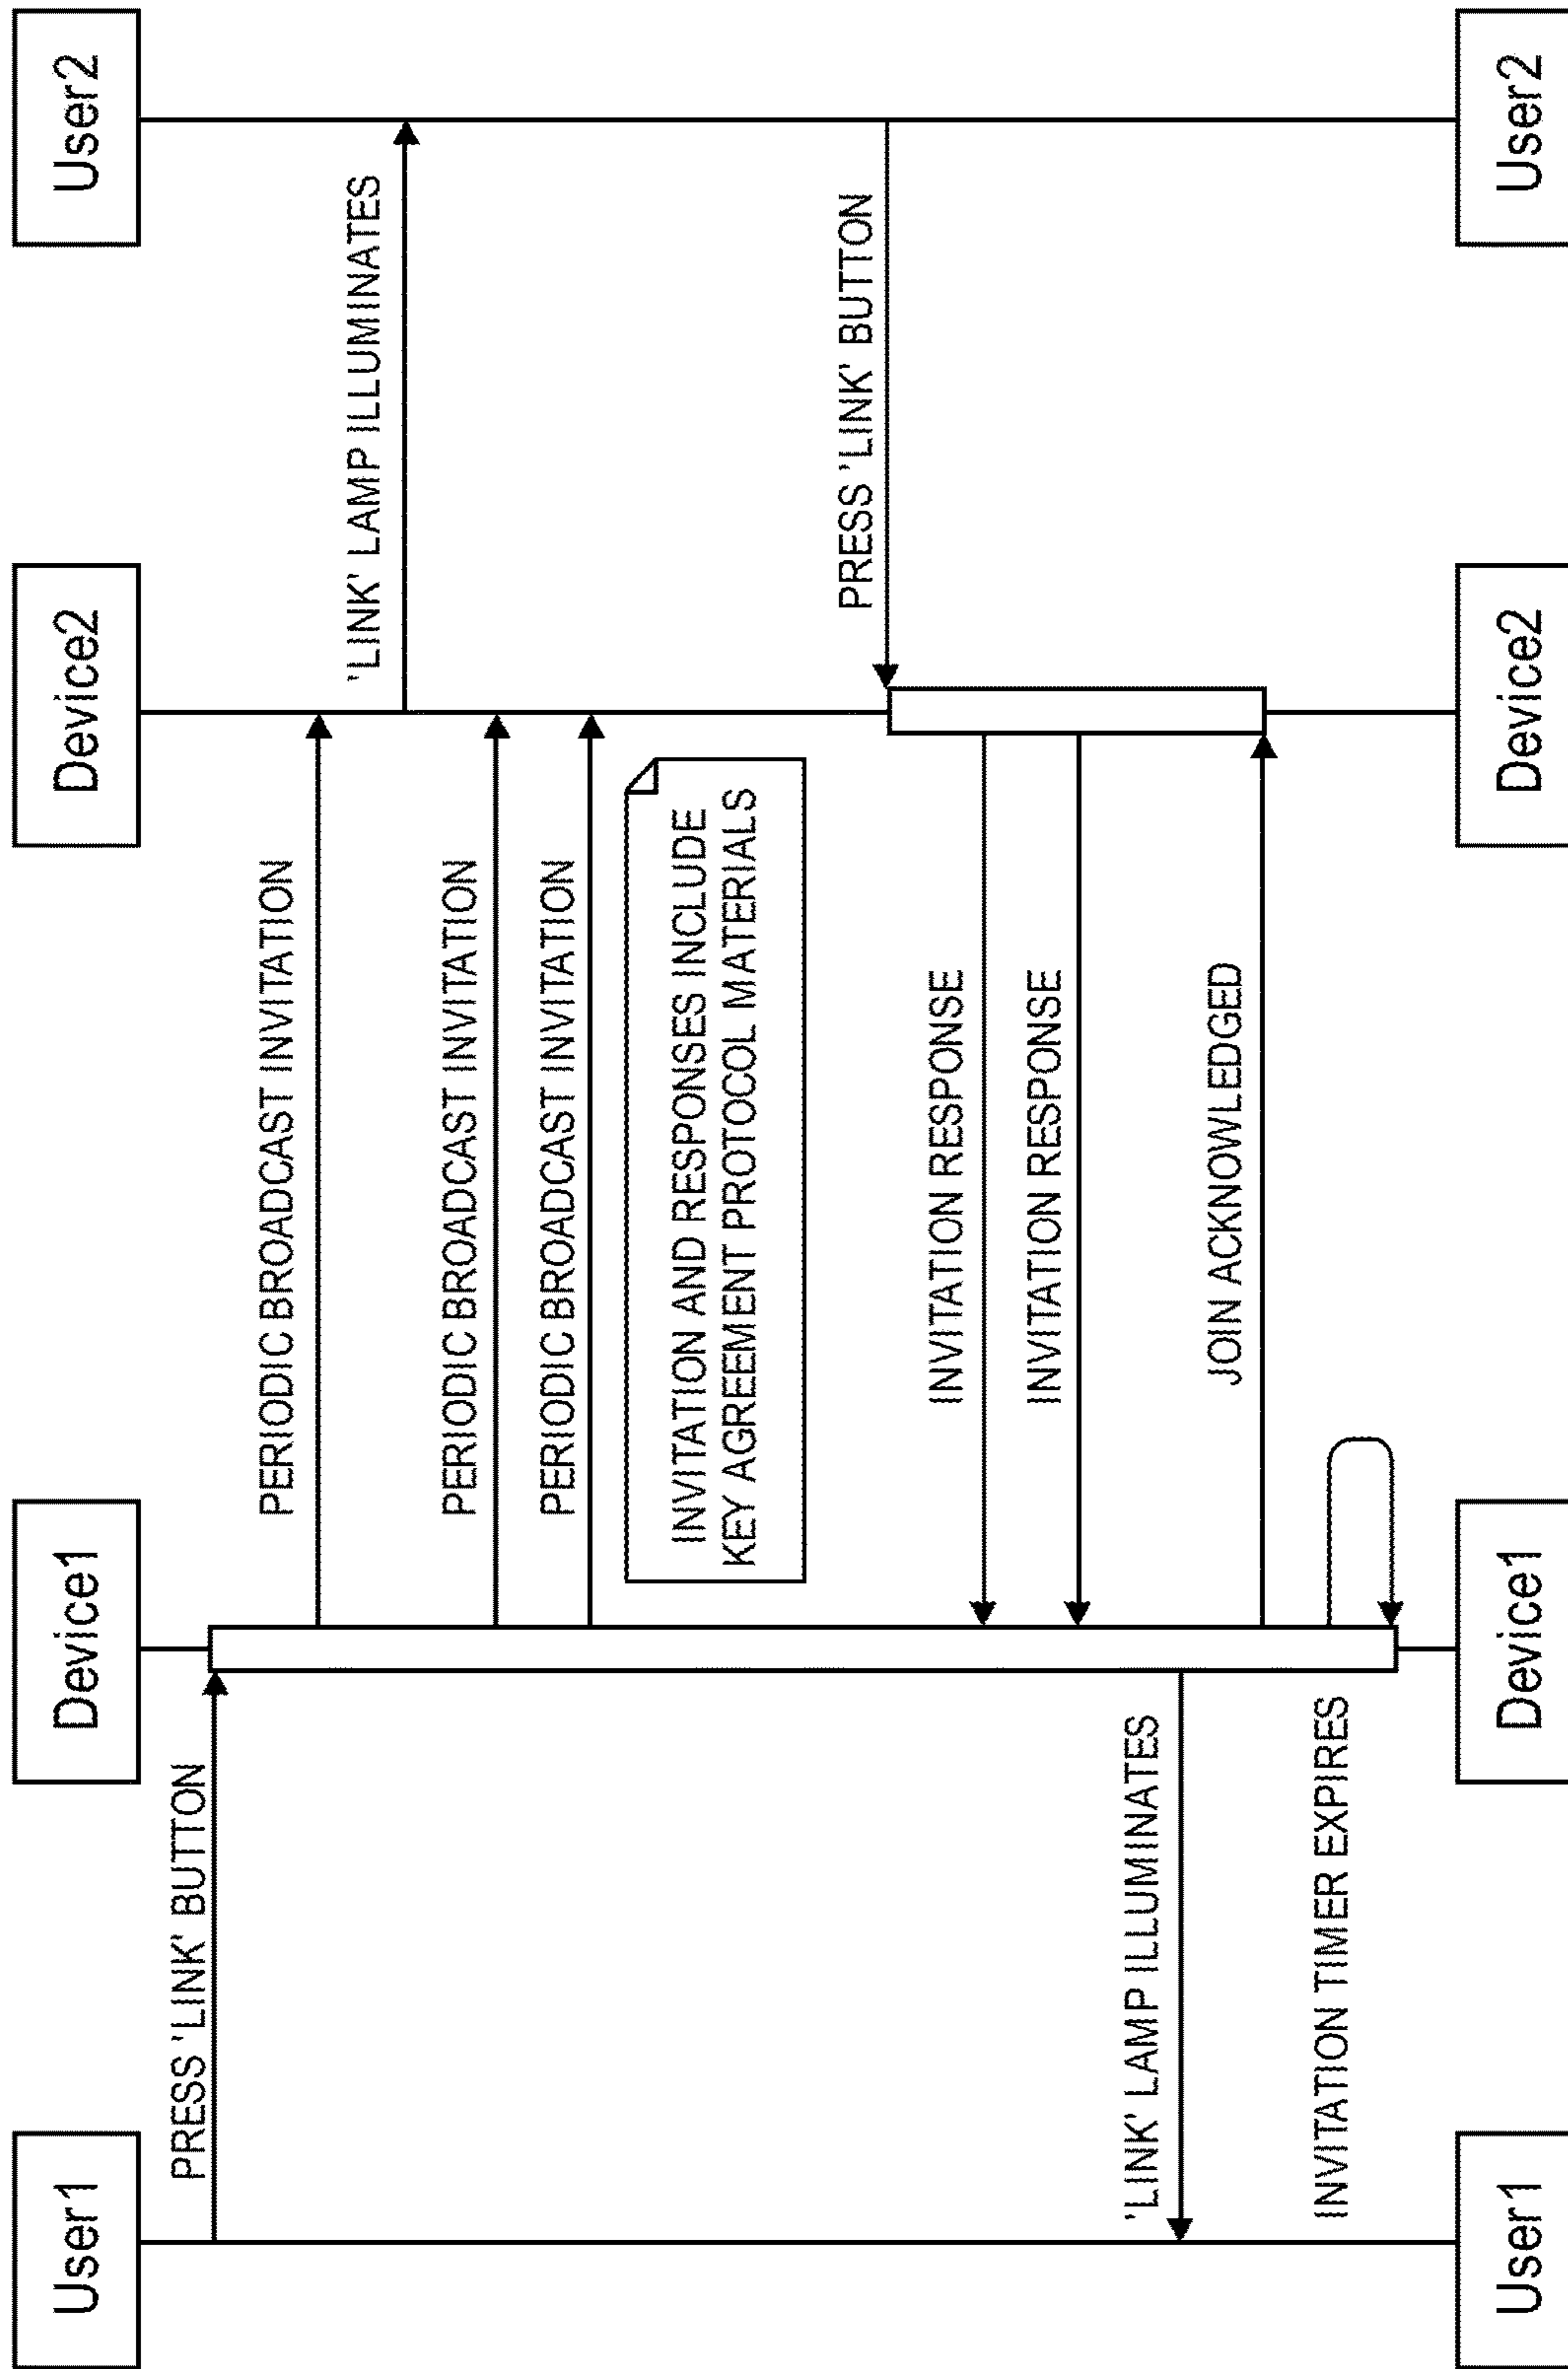 User1
Device1
Device2
User2
PRESS 'LINK' BUTTON
PERIODIC BROADCAST INVITATION
'LINK' LAMP ILLUMINATES
PERIODIC BROADCAST INVITATION
PERIODIC BROADCAST INVITATION
INVITATION AND RESPONSES INCLUDE
KEY AGREEMENT PROTOCOL MATERIALS
PRESS 'LINK' BUTTON
INVITATION RESPONSE
INVITATION RESPONSE
'LINK' LAMP ILLUMINATES
JOIN ACKNOWLEDGED
INVITATION TIMER EXPIRES
User1
Device1
Device2
User2